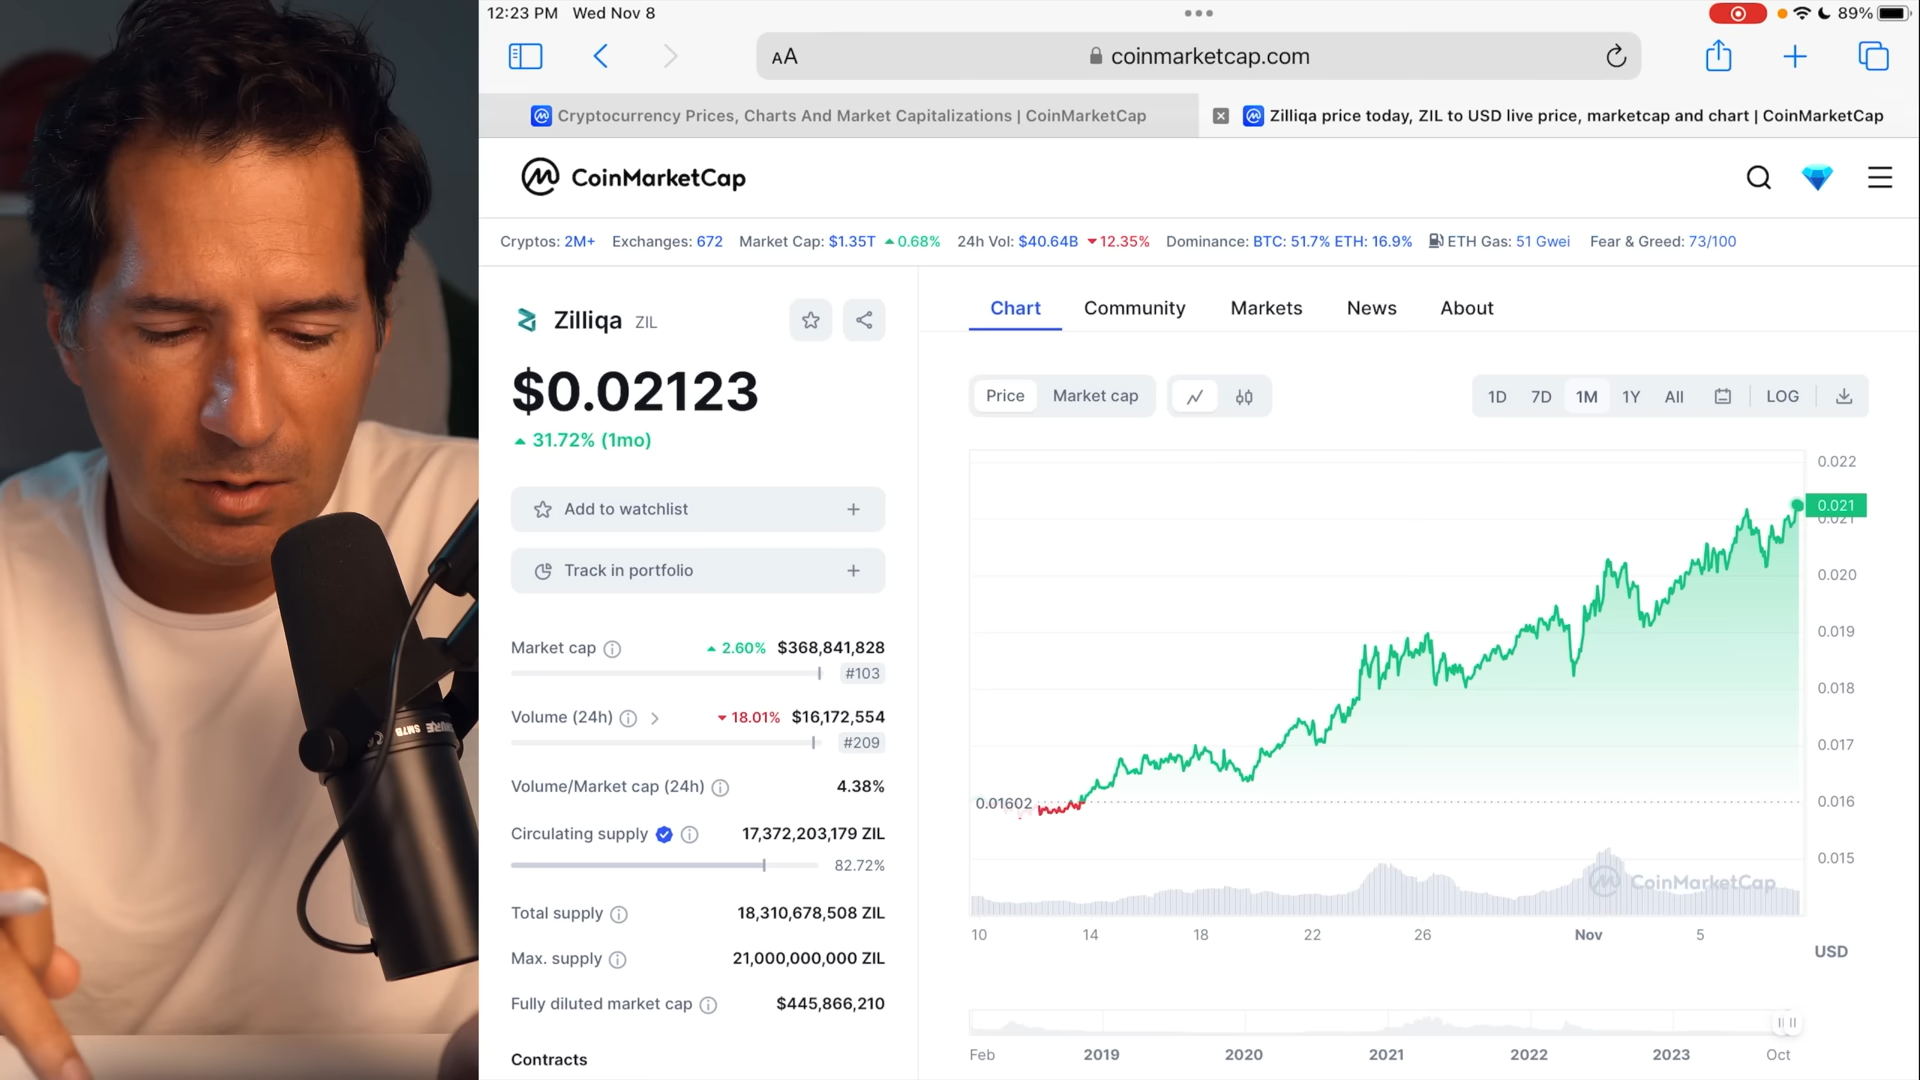 12:23 PM Wed Nov 8
89%
AA
coinmarketcap.com
Cryptocurrency Prices, Charts And Market Capitalizations | CoinMarketCap
Zilliqa price today, ZIL to USD live price, marketcap and chart | CoinMarketCap
CoinMarketCap
Cryptos: 2M+ Exchanges: 672 Market Cap: $1.35T 0.68% 24h Vol: $40.64B 12.35% Dominance: BTC: 51.7% ETH: 16.9% ETH Gas: 51 Gwei Fear & Greed: 73/100
Zilliqa ZIL
$0.02123
31.72% (1mo)
Add to watchlist
Track in portfolio
Market cap 2.60% $368,841,828
#103
Volume (24h) 18.01% $16,172,554
#209
Volume/Market cap (24h) 4.38%
Circulating supply 17,372,203,179 ZIL
82.72%
Total supply 18,310,678,508 ZIL
Max. supply 21,000,000,000 ZIL
Fully diluted market cap $445,866,210
Contracts
Chart Community Markets News About
Price Market cap
1D 7D 1M 1Y All LOG
0.022
0.021
0.021
0.020
0.019
0.018
0.017
0.01602
0.016
0.015
CoinMarketCap
10 14 18 22 26 Nov 5
USD
Feb 2019 2020 2021 2022 2023 Oct
SHURE
SM7B